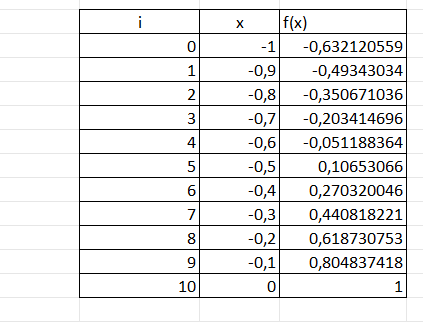 i x f(x)
0 -1 -0,632120559
1 -0,9 -0,49343034
2 -0,8 -0,350671036
3 -0,7 -0,203414696
4 -0,6 -0,051188364
5 -0,5 0,10653066
6 -0,4 0,270320046
7 -0,3 0,440818221
8 -0,2 0,618730753
9 -0,1 0,804837418
10 0 1